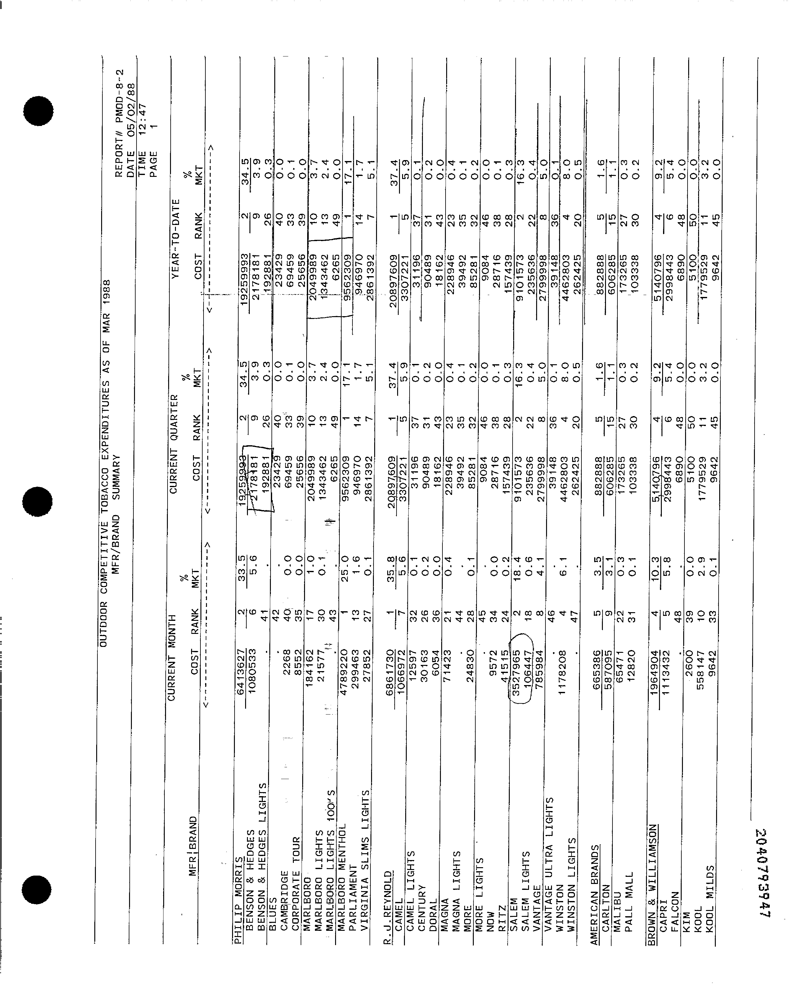 OUTDOOR COMPETITIVE TOBACCO EXPENDITURES AS OF MAR 1988 REPORT# PMOD-8-2
MFR/BRAND SUMMARY DATE 05/02/88
TIME 12:47
PAGE 1
CURRENT MONTH CURRENT QUARTER YEAR-TO-DATE
% % %
MFR|BRAND COST RANK MKT COST RANK MKT COST RANK MKT
<-----------------------> <-----------------------> <----------------------->
PHILIP MORRIS 6413627 2 33.5 19259993 2 34.5 19259993 2 34.5
BENSON & HEDGES 1080533 6 5.6 2178181 9 3.9 2178181 9 3.9
BENSON & HEDGES LIGHTS . 41 . 192881 26 0.3 192881 26 0.3
BLUES . 42 . 23429 40 0.0 23429 40 0.0
CAMBRIDGE 2268 40 0.0 69459 33 0.1 69459 33 0.1
CORPORATE TOUR 8552 35 0.0 25656 39 0.0 25656 39 0.0
MARLBORO 184162 17 1.0 2049989 10 3.7 2049989 10 3.7
MARLBORO LIGHTS 21577 30 0.1 1343462 13 2.4 1343462 13 2.4
MARLBORO LIGHTS 100'S . 43 . 6265 49 0.0 6265 49 0.0
MARLBORO MENTHOL 4789220 1 25.0 9562309 1 17.1 9562309 1 17.1
PARLIAMENT 299463 13 1.6 946970 14 1.7 946970 14 1.7
VIRGINIA SLIMS LIGHTS 27852 27 0.1 2861392 7 5.1 2861392 7 5.1
R.J.REYNOLD 6861730 1 35.8 20897609 1 37.4 20897609 1 37.4
CAMEL 1066972 7 5.6 3307221 5 5.9 3307221 5 5.9
CAMEL LIGHTS 12597 32 0.1 31196 37 0.1 31196 37 0.1
CENTURY 30163 26 0.2 90489 31 0.2 90489 31 0.2
DORAL 6054 36 0.0 18162 43 0.0 18162 43 0.0
MAGNA 71423 21 0.4 228946 23 0.4 228946 23 0.4
MAGNA LIGHTS . 44 . 39492 35 0.1 39492 35 0.1
MORE 24830 28 0.1 85281 32 0.2 85281 32 0.2
MORE LIGHTS . 45 . 9084 46 0.0 9084 46 0.0
NOW 9572 34 0.0 28716 38 0.1 28716 38 0.1
RITZ 41515 24 0.2 157439 28 0.3 157439 28 0.3
SALEM 3527965 2 18.4 9101573 2 16.3 9101573 2 16.3
SALEM LIGHTS 106447 18 0.6 235636 22 0.4 235636 22 0.4
VANTAGE 785984 8 4.1 2799998 8 5.0 2799998 8 5.0
VANTAGE ULTRA LIGHTS . 46 . 39148 36 0.1 39148 36 0.1
WINSTON 1178208 4 6.1 4462803 4 8.0 4462803 4 8.0
WINSTON LIGHTS . 47 . 262425 20 0.5 262425 20 0.5
AMERICAN BRANDS 665386 5 3.5 882888 5 1.6 882888 5 1.6
CARLTON 587095 9 3.1 606285 15 1.1 606285 15 1.1
MALIBU 65471 22 0.3 173265 27 0.3 173265 27 0.3
PALL MALL 12820 31 0.1 103338 30 0.2 103338 30 0.2
BROWN & WILLIAMSON 1964904 4 10.3 5140796 4 9.2 5140796 4 9.2
CAPRI 1113432 5 5.8 2998443 6 5.4 2998443 6 5.4
FALCON . 48 . 6890 48 0.0 6890 48 0.0
KIM 2600 39 0.0 5100 50 0.0 5100 50 0.0
KOOL 558147 10 2.9 1779529 11 3.2 1779529 11 3.2
KOOL MILDS 9642 33 0.1 9642 45 0.0 9642 45 0.0
2040793947